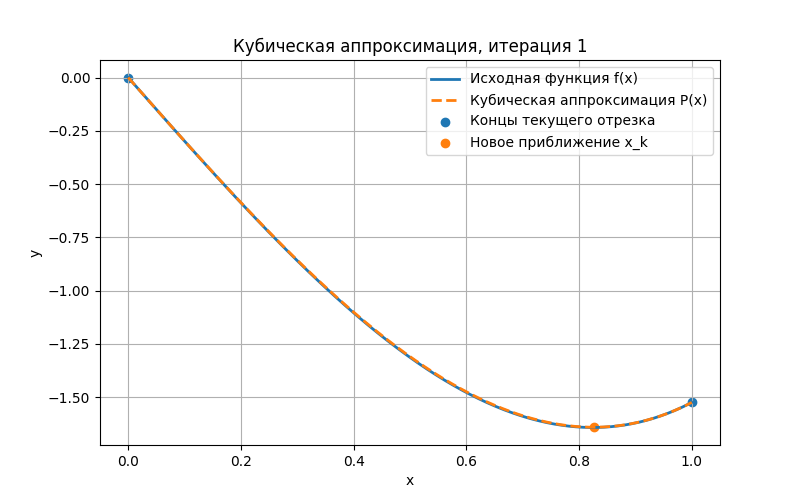 Кубическая аппроксимация, итерация 1
Исходная функция f(x)
Кубическая аппроксимация P(x)
Концы текущего отрезка
Новое приближение x_k
0.00
−0.25
−0.50
−0.75
−1.00
−1.25
−1.50
y
0.0 0.2 0.4 0.6 0.8 1.0
x